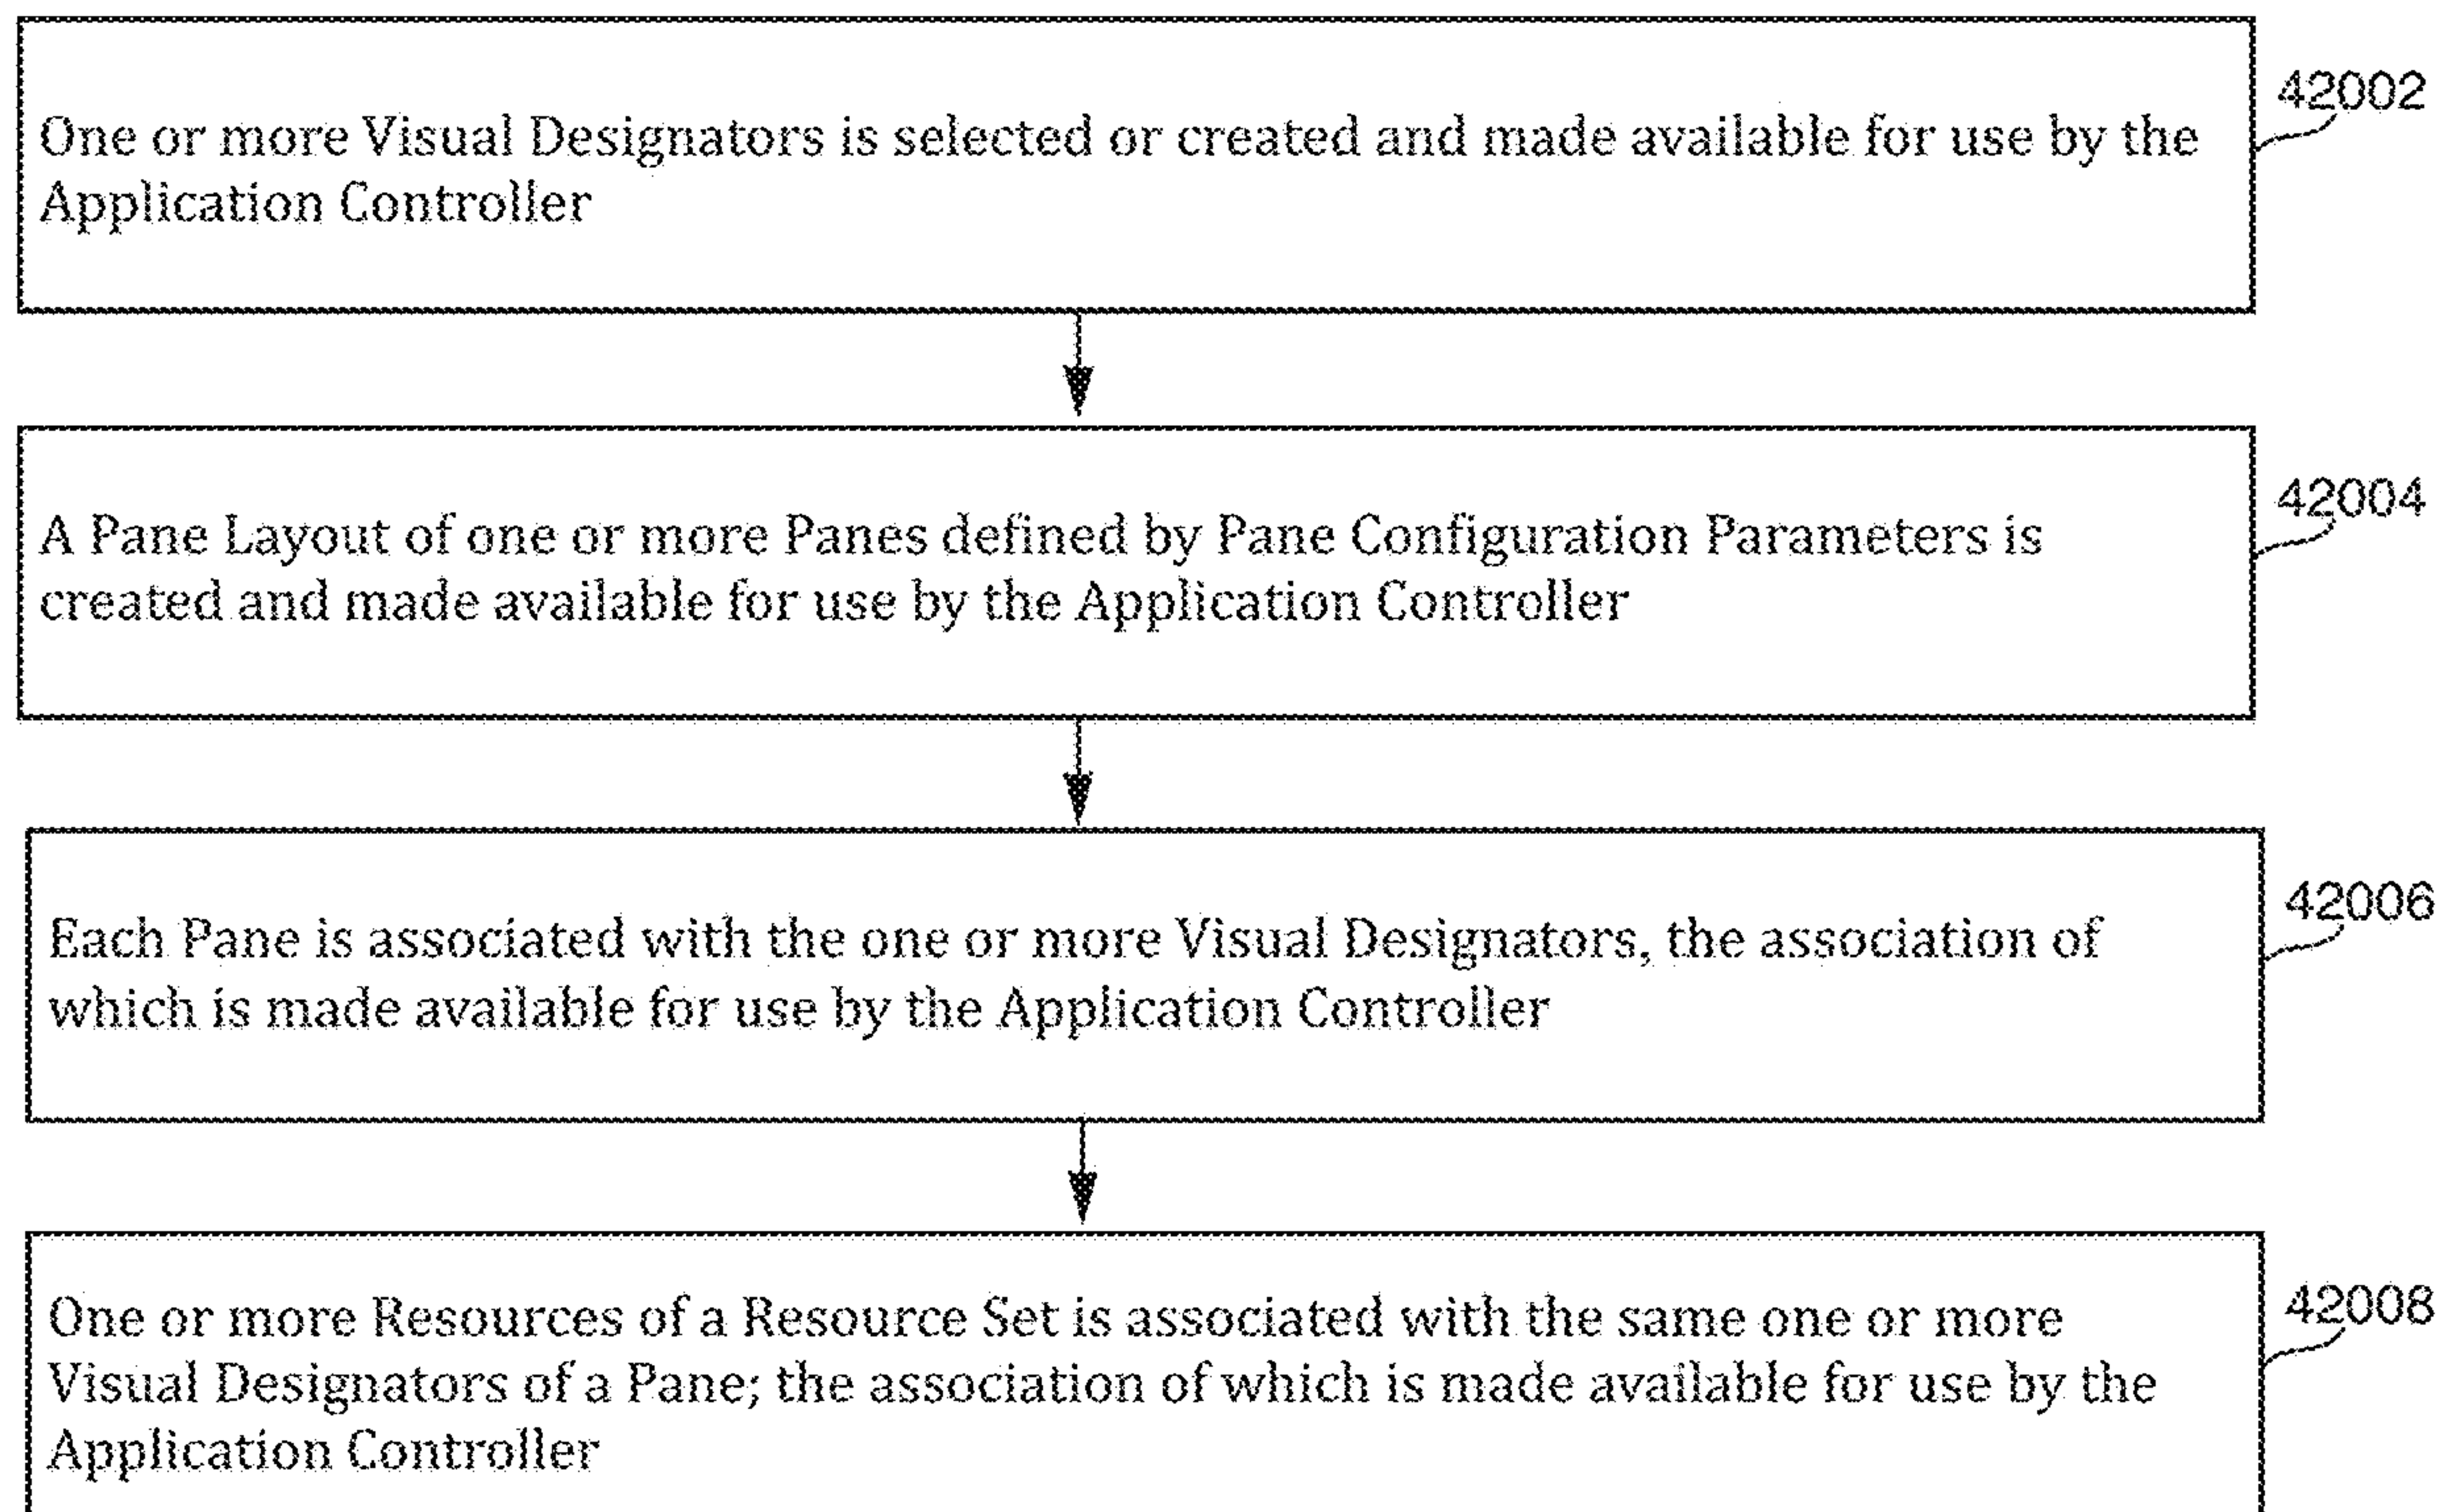 42002
One or more Visual Designators is selected or created and made available for use by the
Application Controller
42004
A Pane Layout of one or more Panes defined by Pane Configuration Parameters is
created and made available for use by the Application Controller
42006
Each Pane is associated with the one or more Visual Designators, the association of
which is made available for use by the Application Controller
42008
One or more Resources of a Resource Set is associated with the same one or more
Visual Designators of a Pane; the association of which is made available for use by the
Application Controller